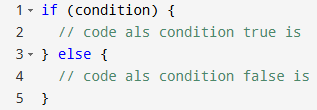 1 if (condition) {
2   // code als condition true is
3 } else {
4   // code als condition false is
5 }